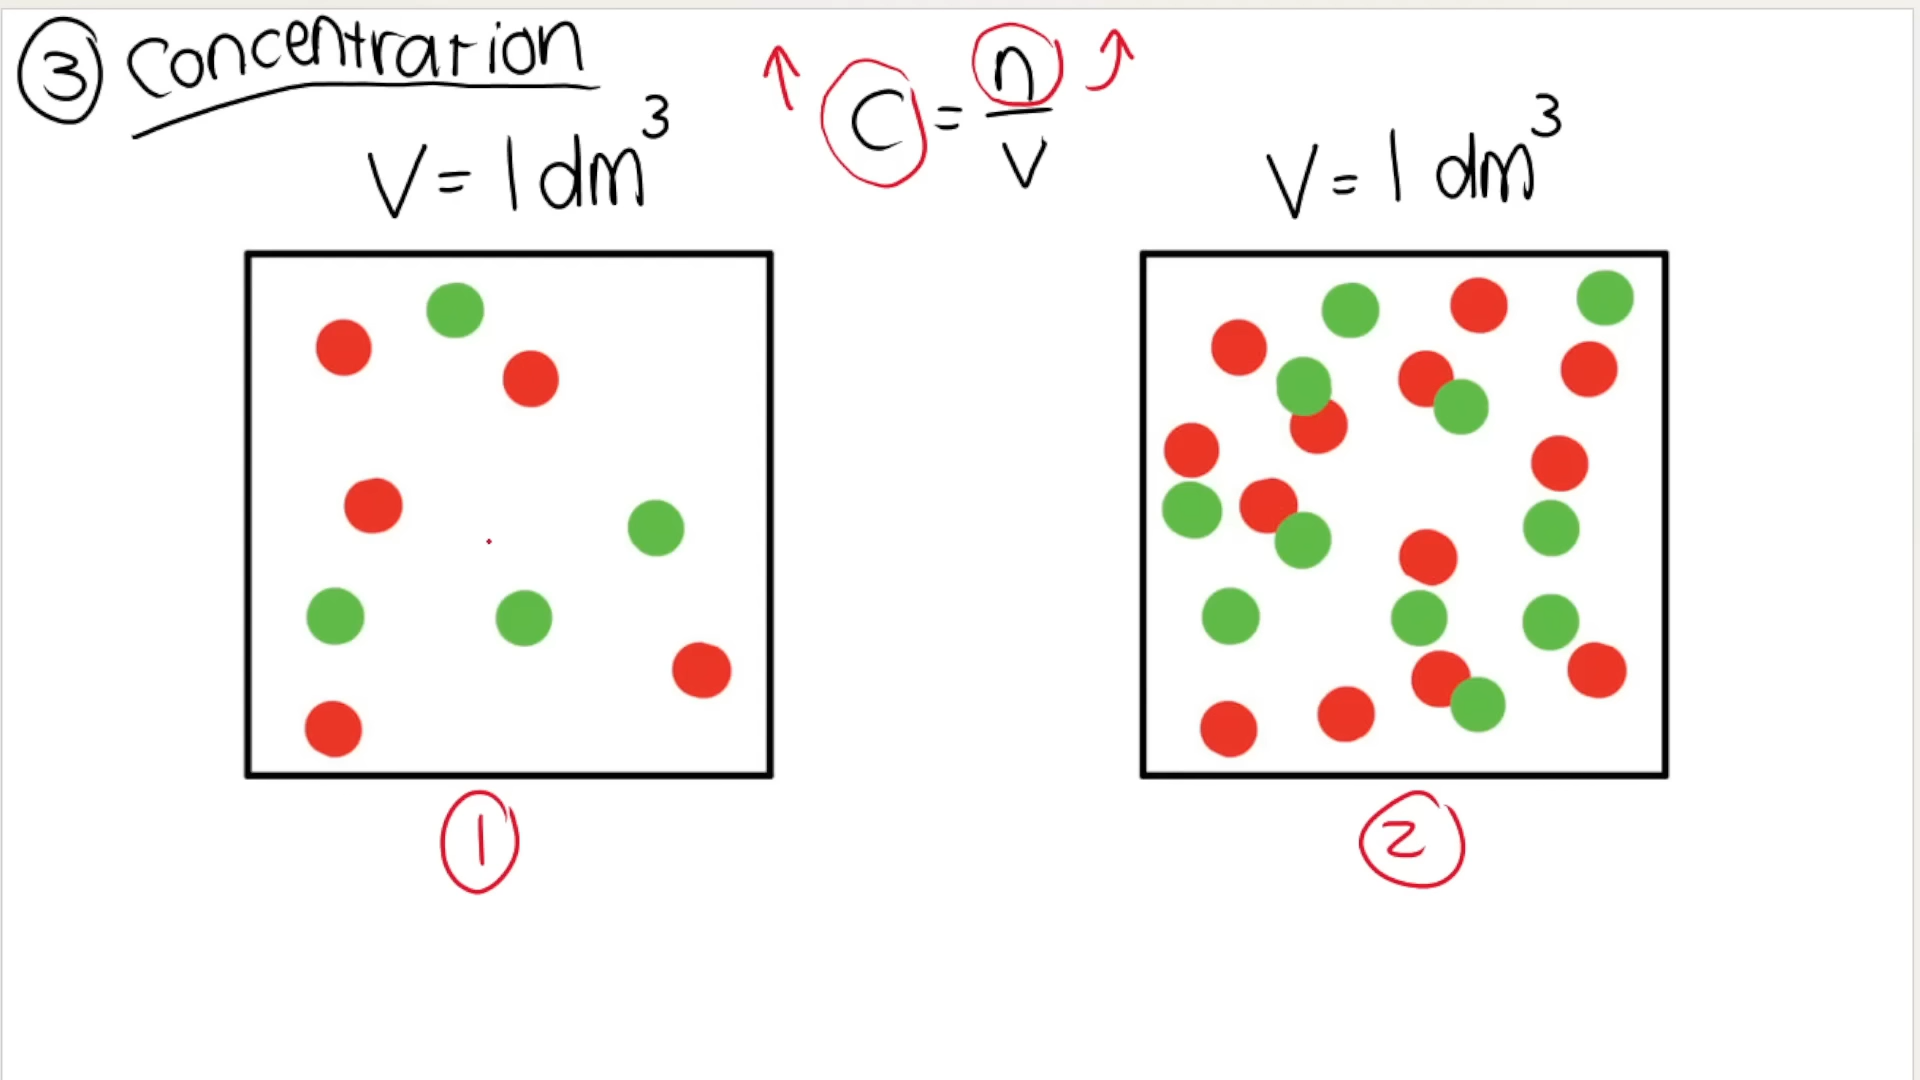 ③ Concentration
↑ C = n/V ↑
V = 1 dm³
V = 1 dm³
①
②